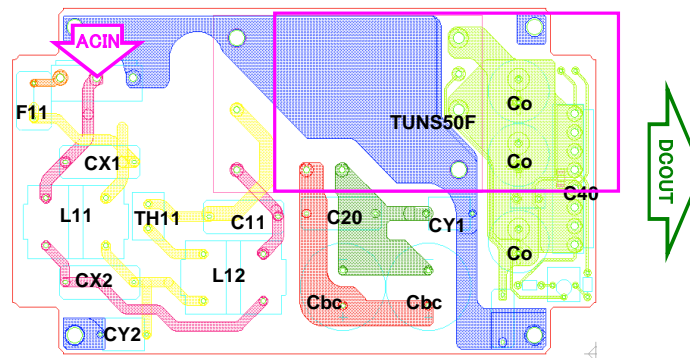 ACIN
F11
TUNS50F
Co
CX1
Co
DCOUT
L11
TH11
C11
C20
CY1
C40
Co
CX2
L12
Cbc
Cbc
CY2